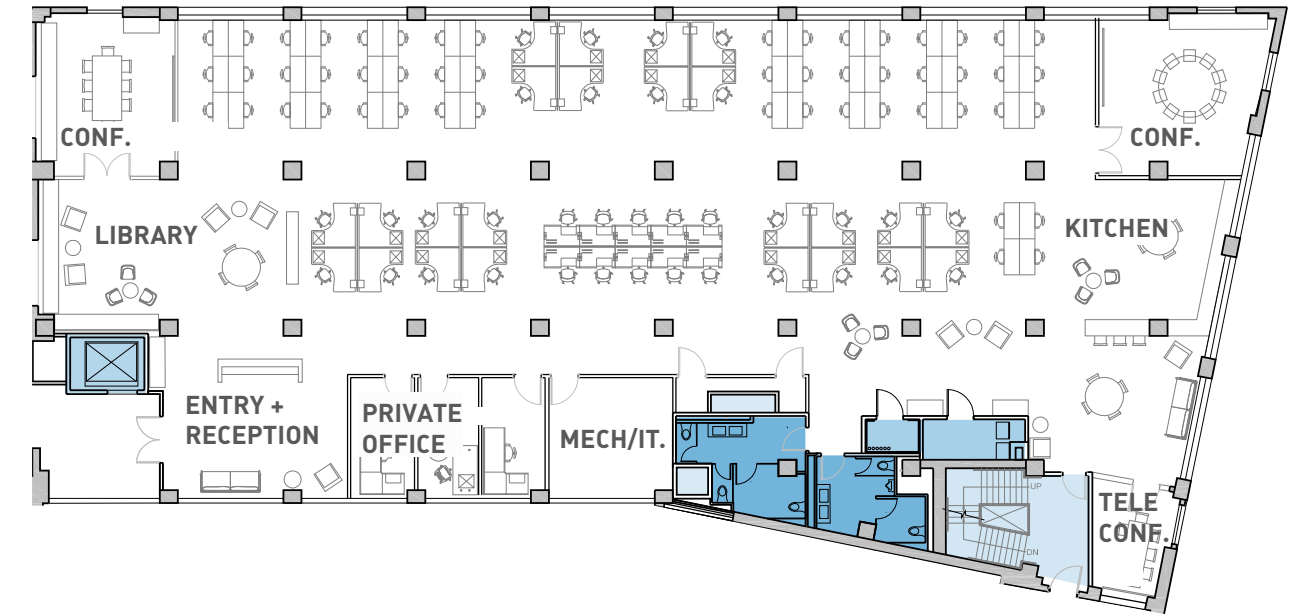 CONF.
CONF.
LIBRARY
KITCHEN
ENTRY +
RECEPTION
PRIVATE
OFFICE
MECH/IT.
UP
DN
TELE
CONF.